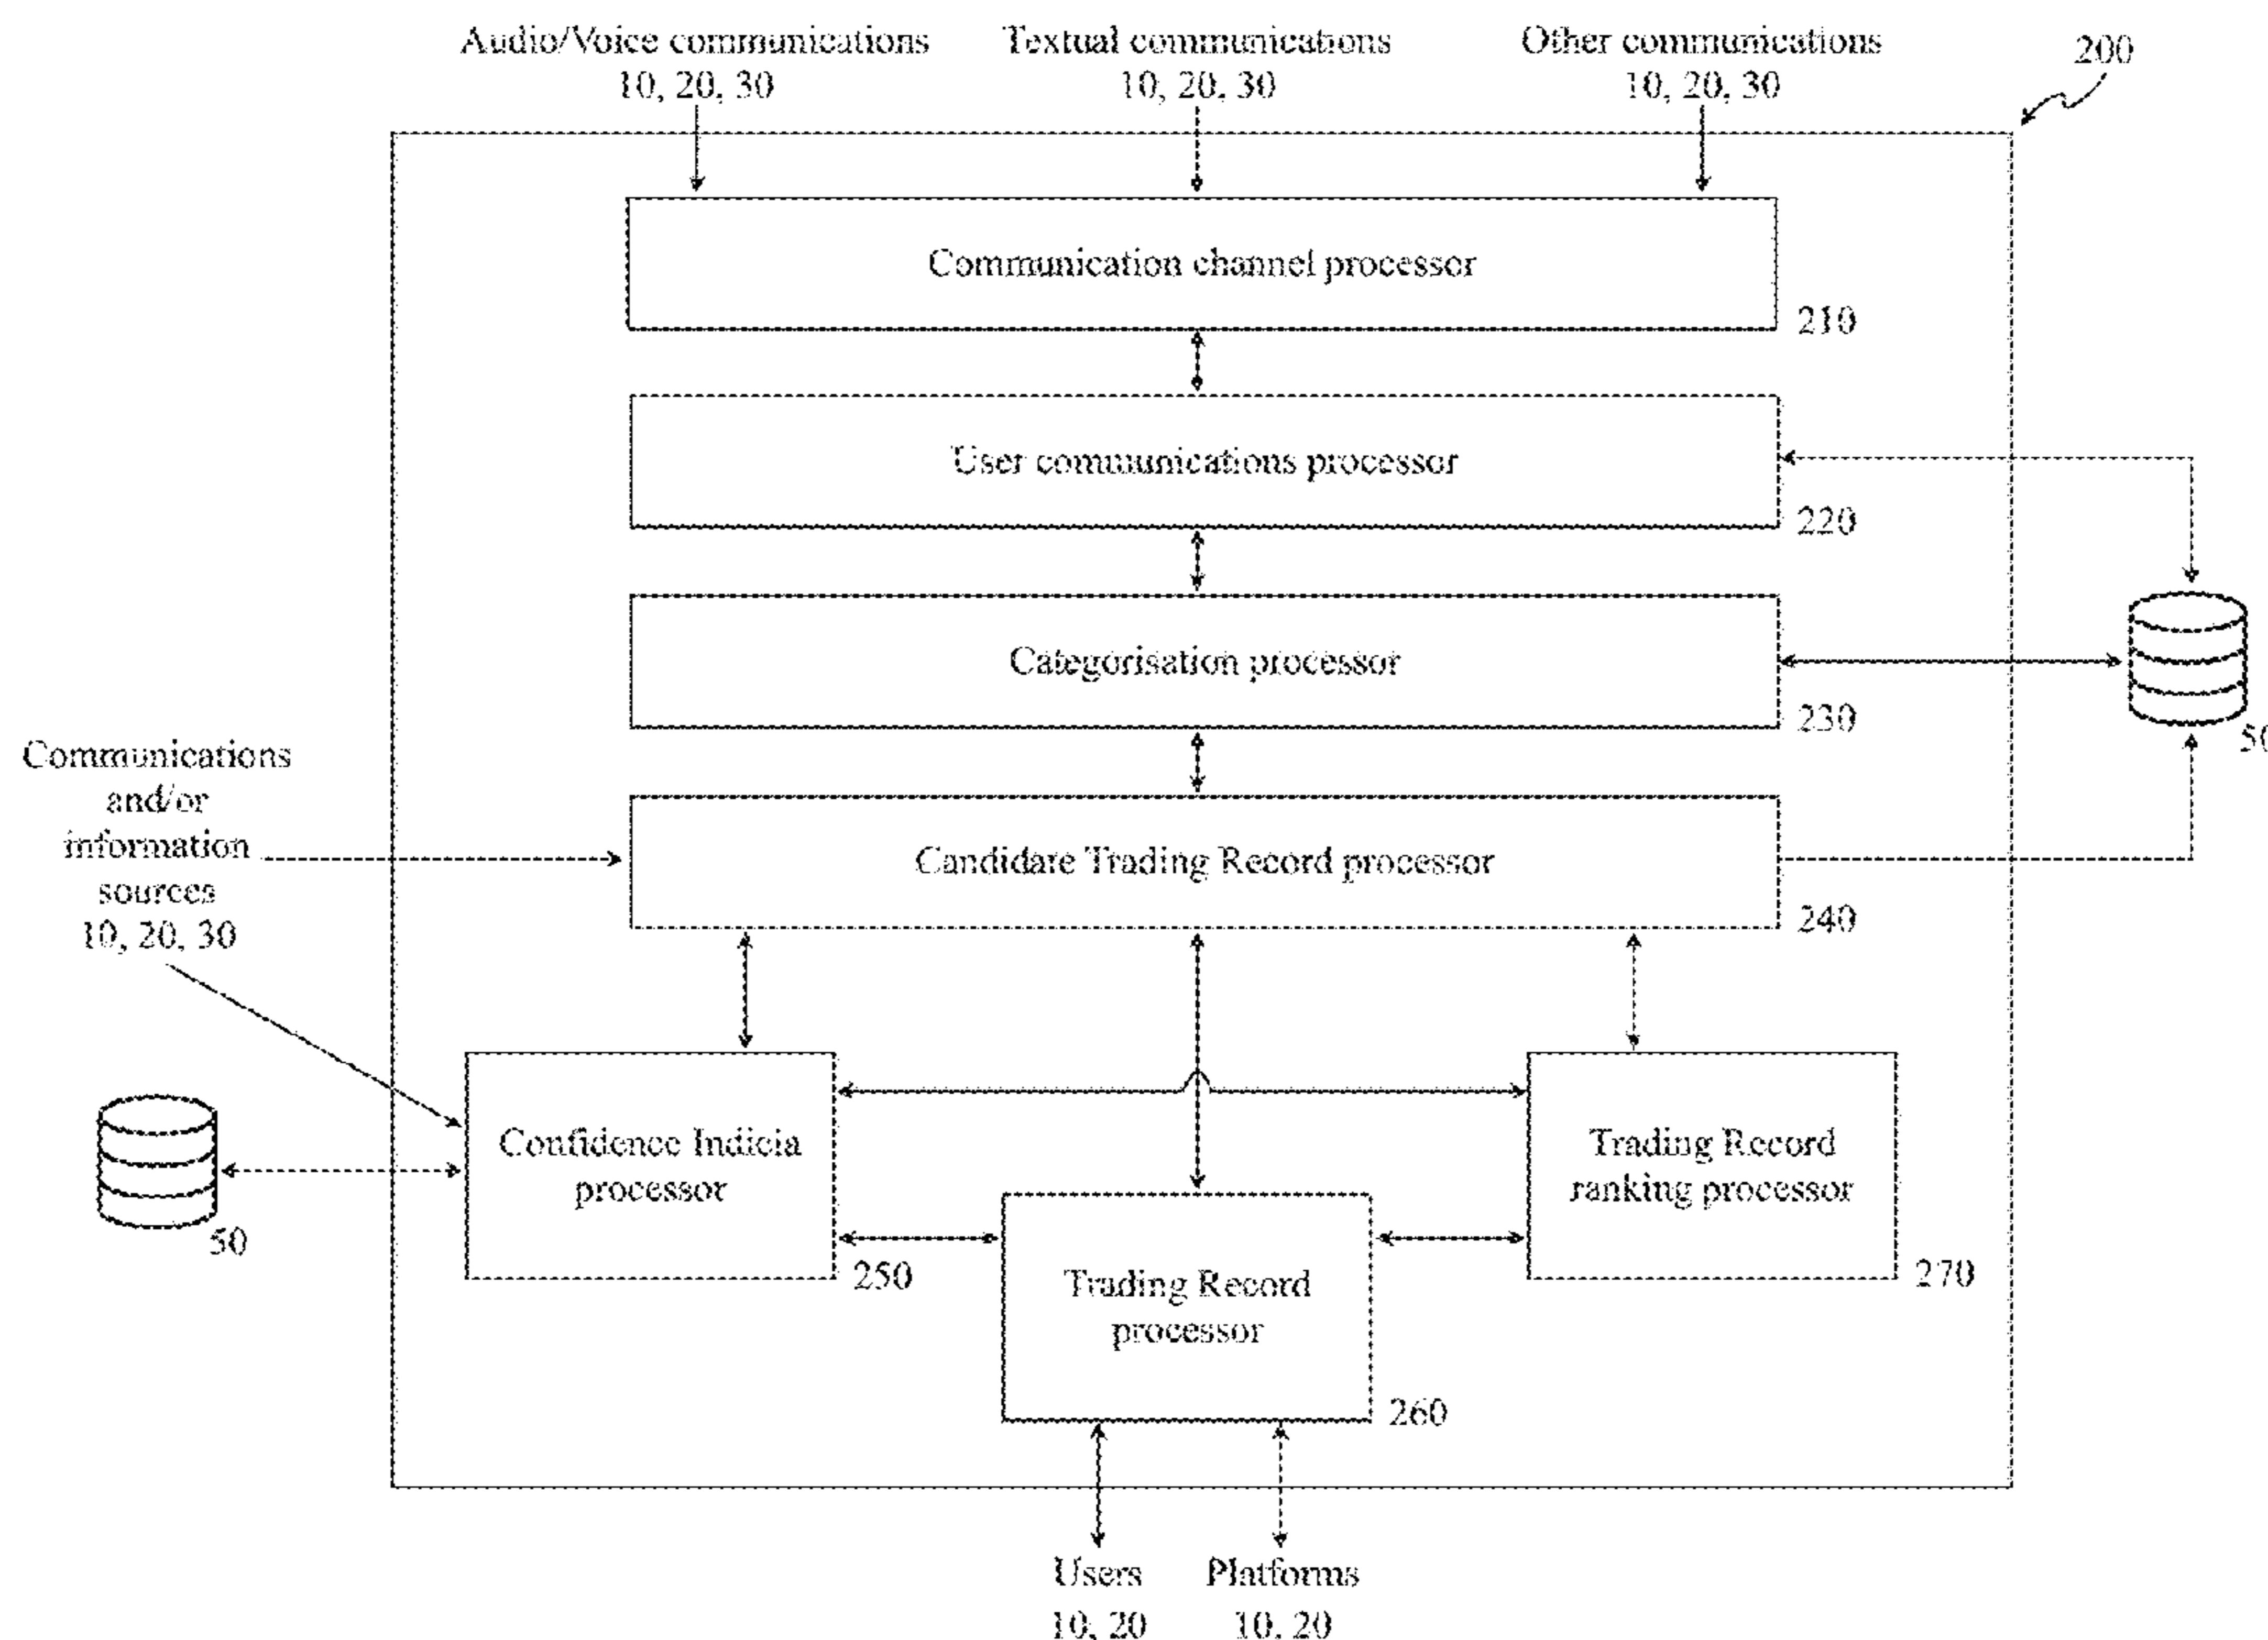 Audio/Voice communications
10, 20, 30
Textual communications
10, 20, 30
Other communications
10, 20, 30
200
Communication channel processor
210
User communications processor
220
Categorisation processor
230
50
Communications
and/or
information
sources
10, 20, 30
Candidate Trading Record processor
240
Confidence Indicia
processor
250
50
Trading Record
ranking processor
270
Trading Record
processor
260
Users
10, 20
Platforms
10, 20